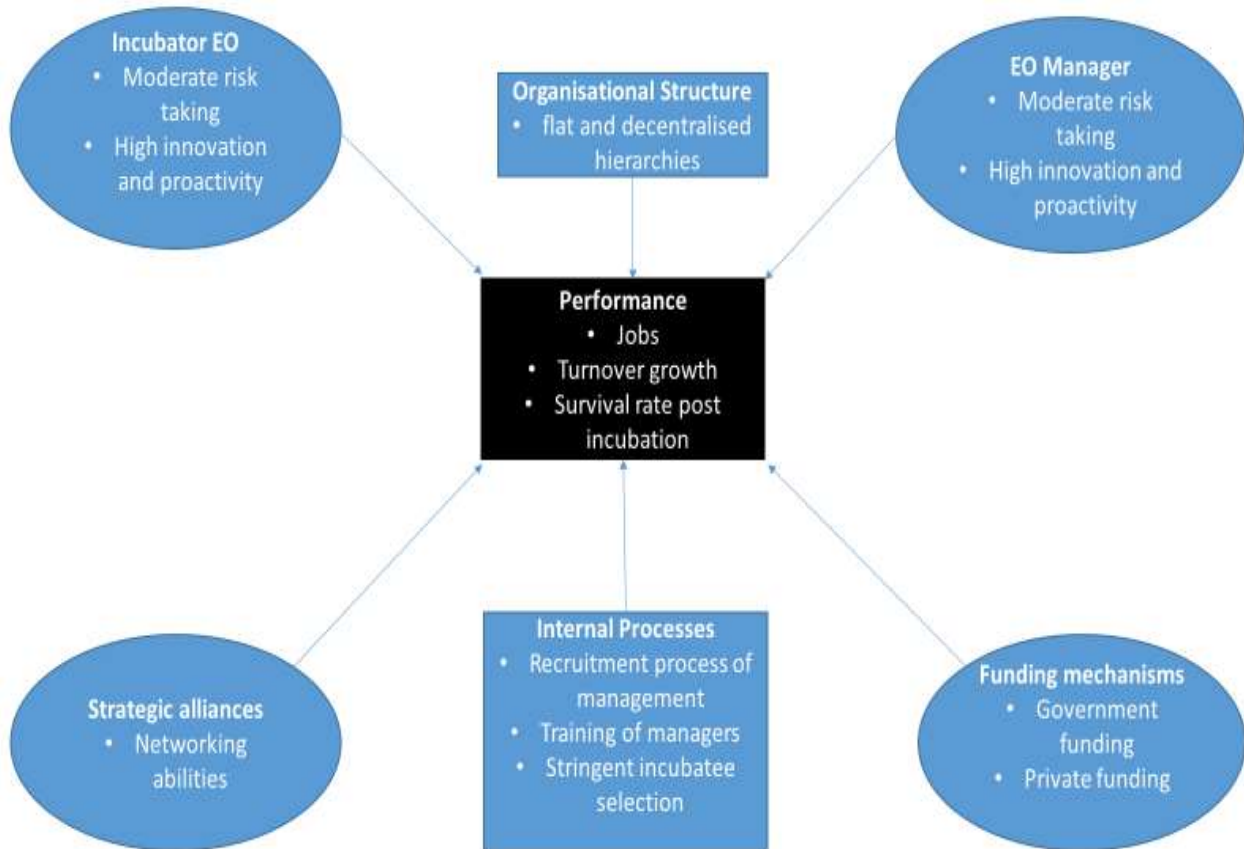 Incubator EO
• Moderate risk
taking
• High innovation
and proactivity
Organisational Structure
• flat and decentralised
hierarchies
EO Manager
• Moderate risk
taking
• High innovation and
proactivity
Performance
• Jobs
• Turnover growth
• Survival rate post
incubation
Strategic alliances
• Networking
abilities
Internal Processes
• Recruitment process of
management
• Training of managers
• Stringent incubatee
selection
Funding mechanisms
• Government
funding
• Private funding